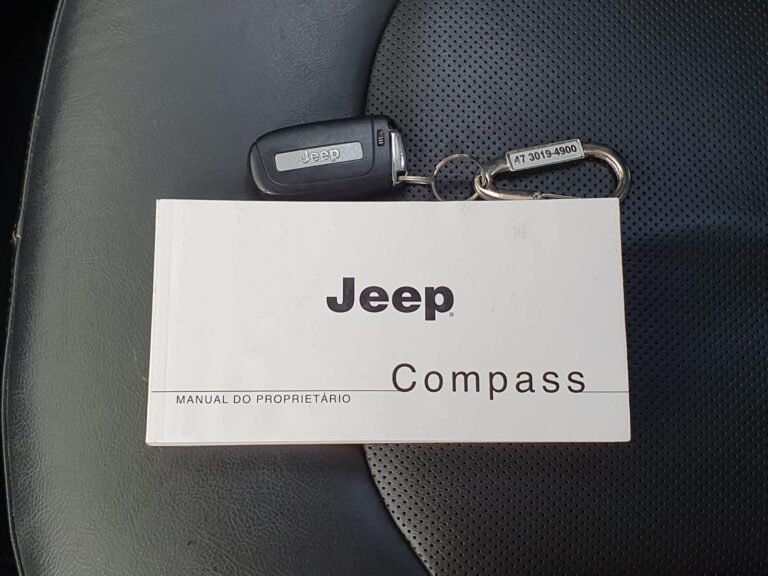 Jeep
47 3019-4900
Jeep
Compass
MANUAL DO PROPRIETÁRIO